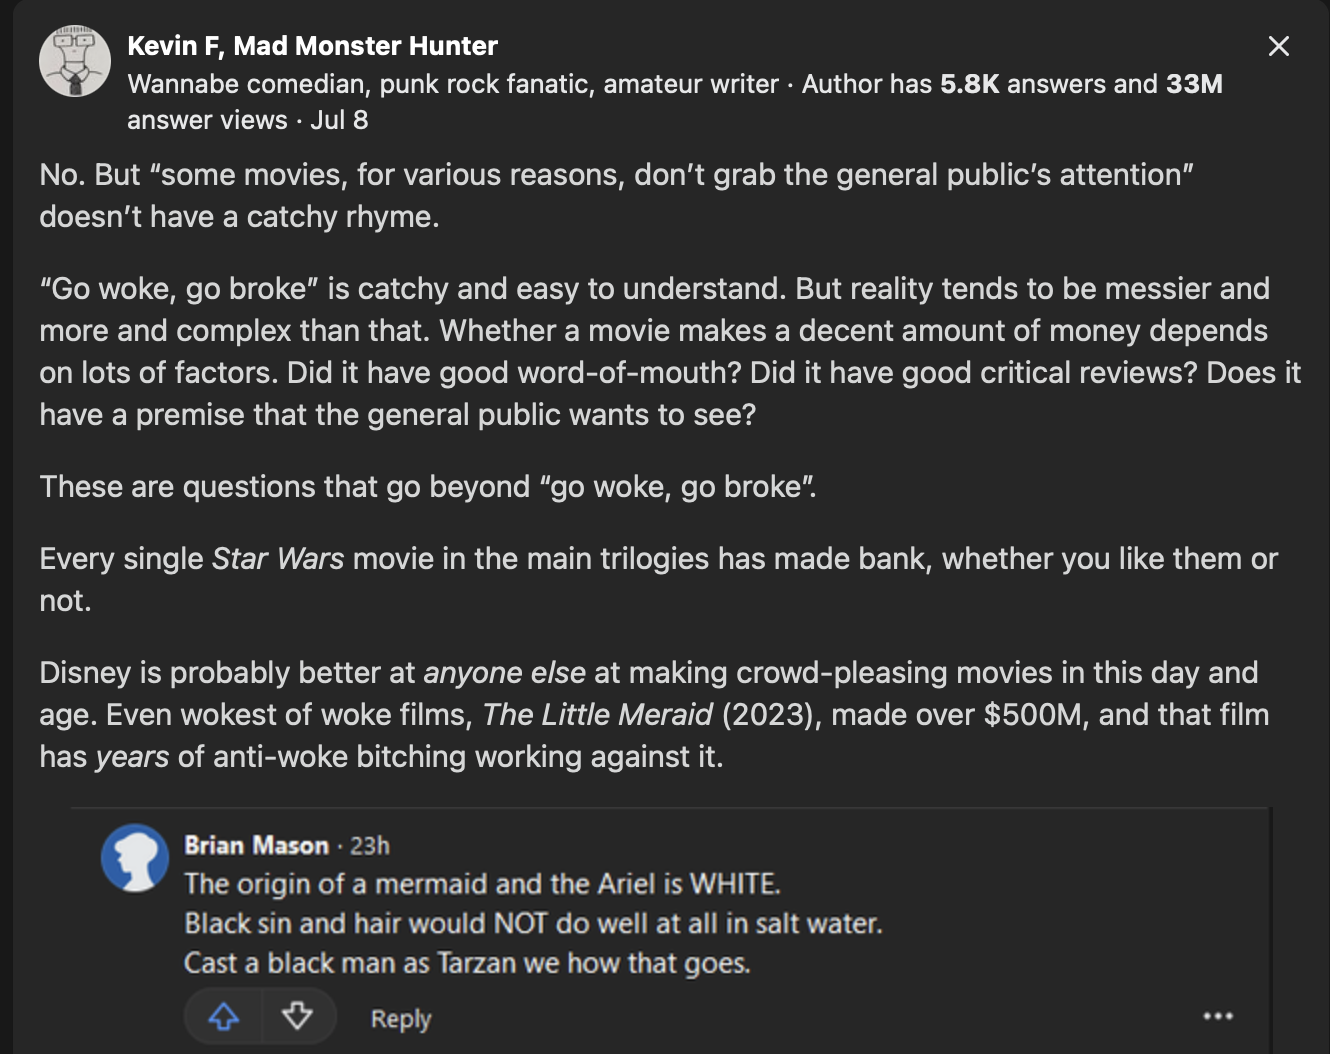 Kevin F, Mad Monster Hunter
Wannabe comedian, punk rock fanatic, amateur writer · Author has 5.8K answers and 33M
answer views · Jul 8
No. But “some movies, for various reasons, don’t grab the general public’s attention”
doesn’t have a catchy rhyme.
“Go woke, go broke” is catchy and easy to understand. But reality tends to be messier and
more and complex than that. Whether a movie makes a decent amount of money depends
on lots of factors. Did it have good word-of-mouth? Did it have good critical reviews? Does it
have a premise that the general public wants to see?
These are questions that go beyond “go woke, go broke”.
Every single Star Wars movie in the main trilogies has made bank, whether you like them or
not.
Disney is probably better at anyone else at making crowd-pleasing movies in this day and
age. Even wokest of woke films, The Little Meraid (2023), made over $500M, and that film
has years of anti-woke bitching working against it.
Brian Mason · 23h
The origin of a mermaid and the Ariel is WHITE.
Black sin and hair would NOT do well at all in salt water.
Cast a black man as Tarzan we how that goes.
Reply